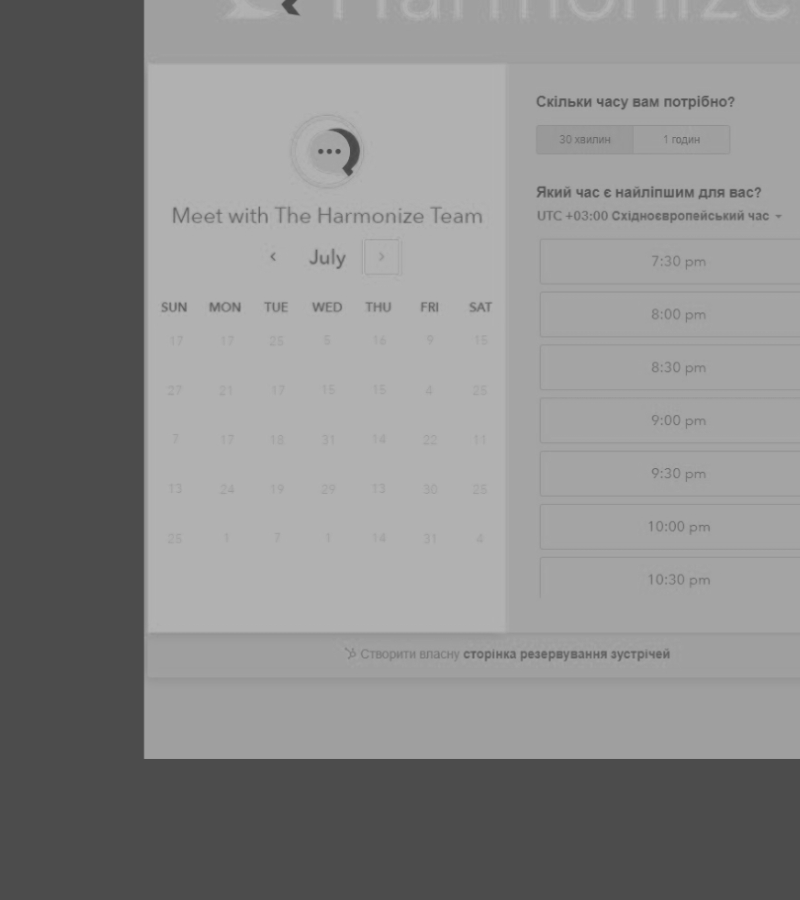 Harmonize
Meet with The Harmonize Team
July
SUN MON TUE WED THU FRI SAT
17 17 25 5 16 9 15
21 17 15 15 4
7 17 18 31 14 22 11
13 24 19 29 13 30 25
25 1 7 1 14 31 4
Скільки часу вам потрібно?
30 хвилин 1 годин
Який час є найліпшим для вас?
UTC +03:00 Східноєвропейський час
7:30 pm
8:00 pm
8:30 pm
9:00 pm
9:30 pm
10:00 pm
10:30 pm
Створити власну сторінка резервування зустрічей